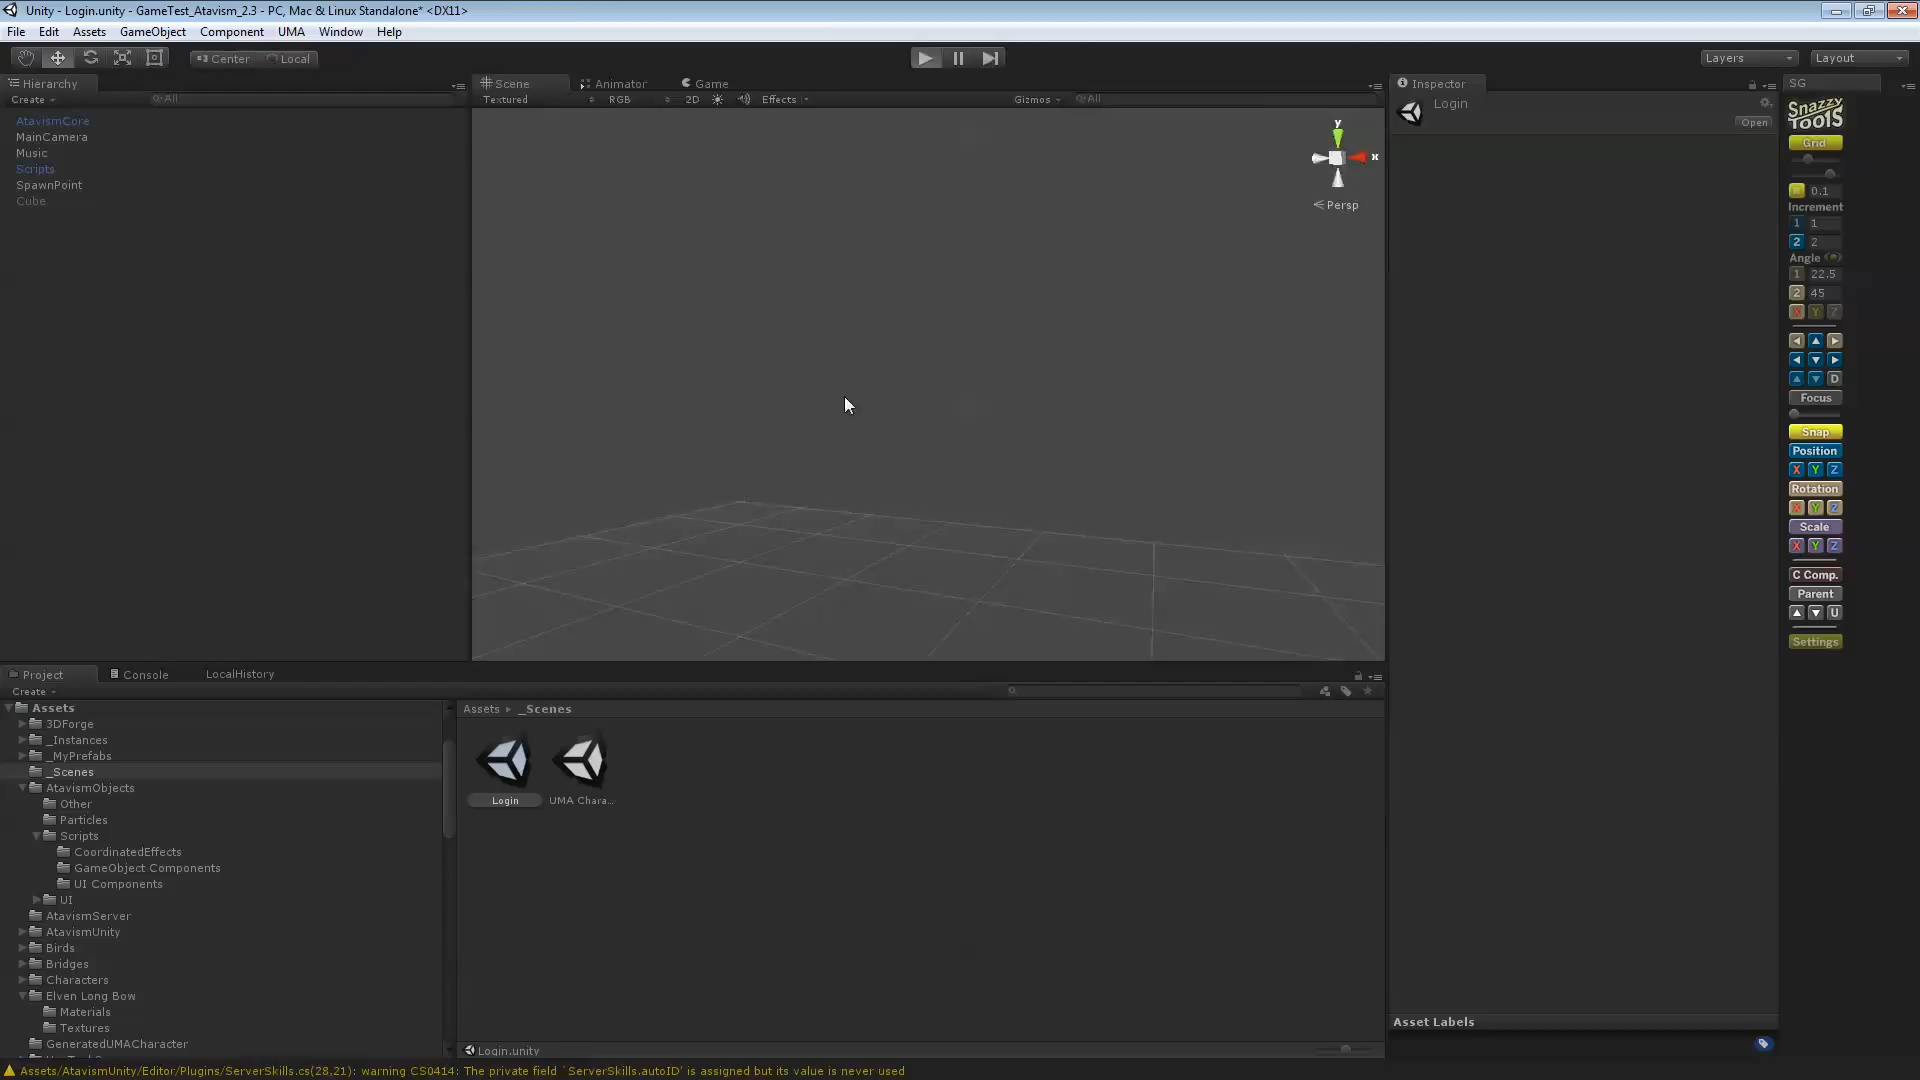 Unity - Login.unity - GameTest_Atavism_2.3 - PC, Mac & Linux Standalone* <DX11>
File Edit Assets GameObject Component UMA Window Help
Center Local Layers Layout
Hierarchy Scene Animator Game Inspector SG
Create All Textured RGB 2D Effects Gizmos All
Login
Open
AtavismCore
MainCamera
Music
Scripts
SpawnPoint
Cube
y
x
Persp
Snazzy
Tools
Grid
0.1
Increment
1 1
2 2
Angle
1 22.5
2 45
X Y Z
D
Focus
Snap
Position
X Y Z
Rotation
X Y Z
Scale
X Y Z
C Comp.
Parent
U
Settings
Project Console LocalHistory
Create
Assets
3DForge
_Instances
_MyPrefabs
_Scenes
AtavismObjects
Other
Particles
Scripts
CoordinatedEffects
GameObject Components
UI Components
UI
AtavismServer
AtavismUnity
Birds
Bridges
Characters
Elven Long Bow
Materials
Textures
GeneratedUMACharacter
Assets ▸ _Scenes
Login UMA Chara...
Login.unity
Asset Labels
Assets/AtavismUnity/Editor/Plugins/ServerSkills.cs(28,21): warning CS0414: The private field `ServerSkills.autoID' is assigned but its value is never used